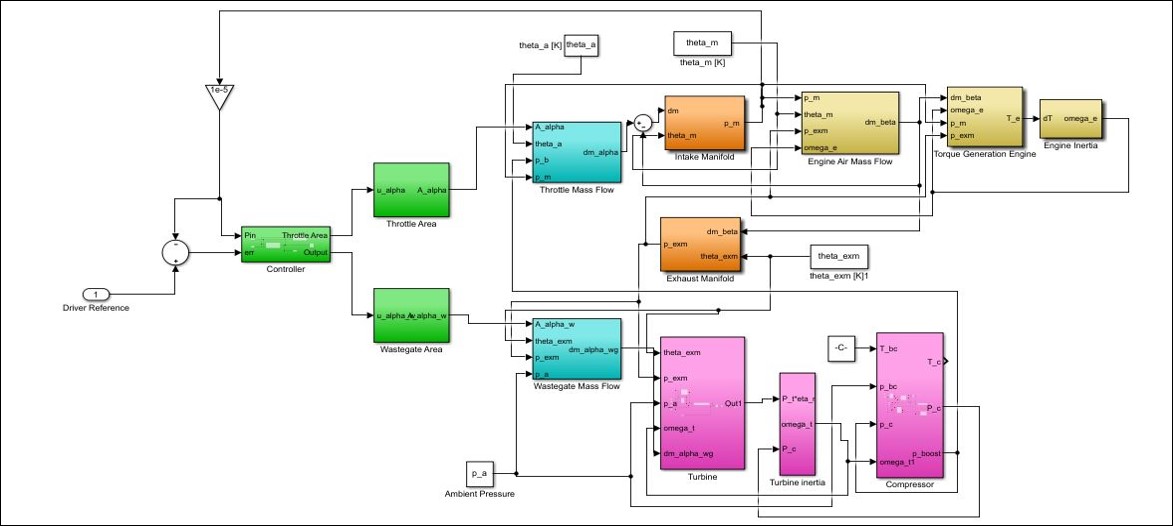 theta_a [K]
theta_a
theta_m
theta_m [K]
1e-5
A_alpha
theta_a
p_b
p_m
dm_alpha
Throttle Mass Flow
dm
theta_m
p_m
Intake Manifold
p_m
theta_m
p_exm
omega_e
dm_beta
Engine Air Mass Flow
dm_beta
omega_e
p_m
p_exm
T_e
Torque Generation Engine
dT
omega_e
Engine Inertia
u_alpha
A_alpha
Throttle Area
Pin
err
Throttle Area
Output
Controller
1
Driver Reference
dm_beta
p_exm
theta_exm
Exhaust Manifold
theta_exm
theta_exm [K]1
u_alpha_w
A_alpha_w
Wastegate Area
A_alpha_w
theta_exm
p_exm
p_a
dm_alpha_wg
Wastegate Mass Flow
theta_exm
p_exm
p_a
omega_t
dm_alpha_wg
Out1
Turbine
omega_t
P_c
Turbine inertia
-C-
T_bc
p_bc
p_c
omega_t1
T_c
P_c
p_boost
Compressor
p_a
Ambient Pressure